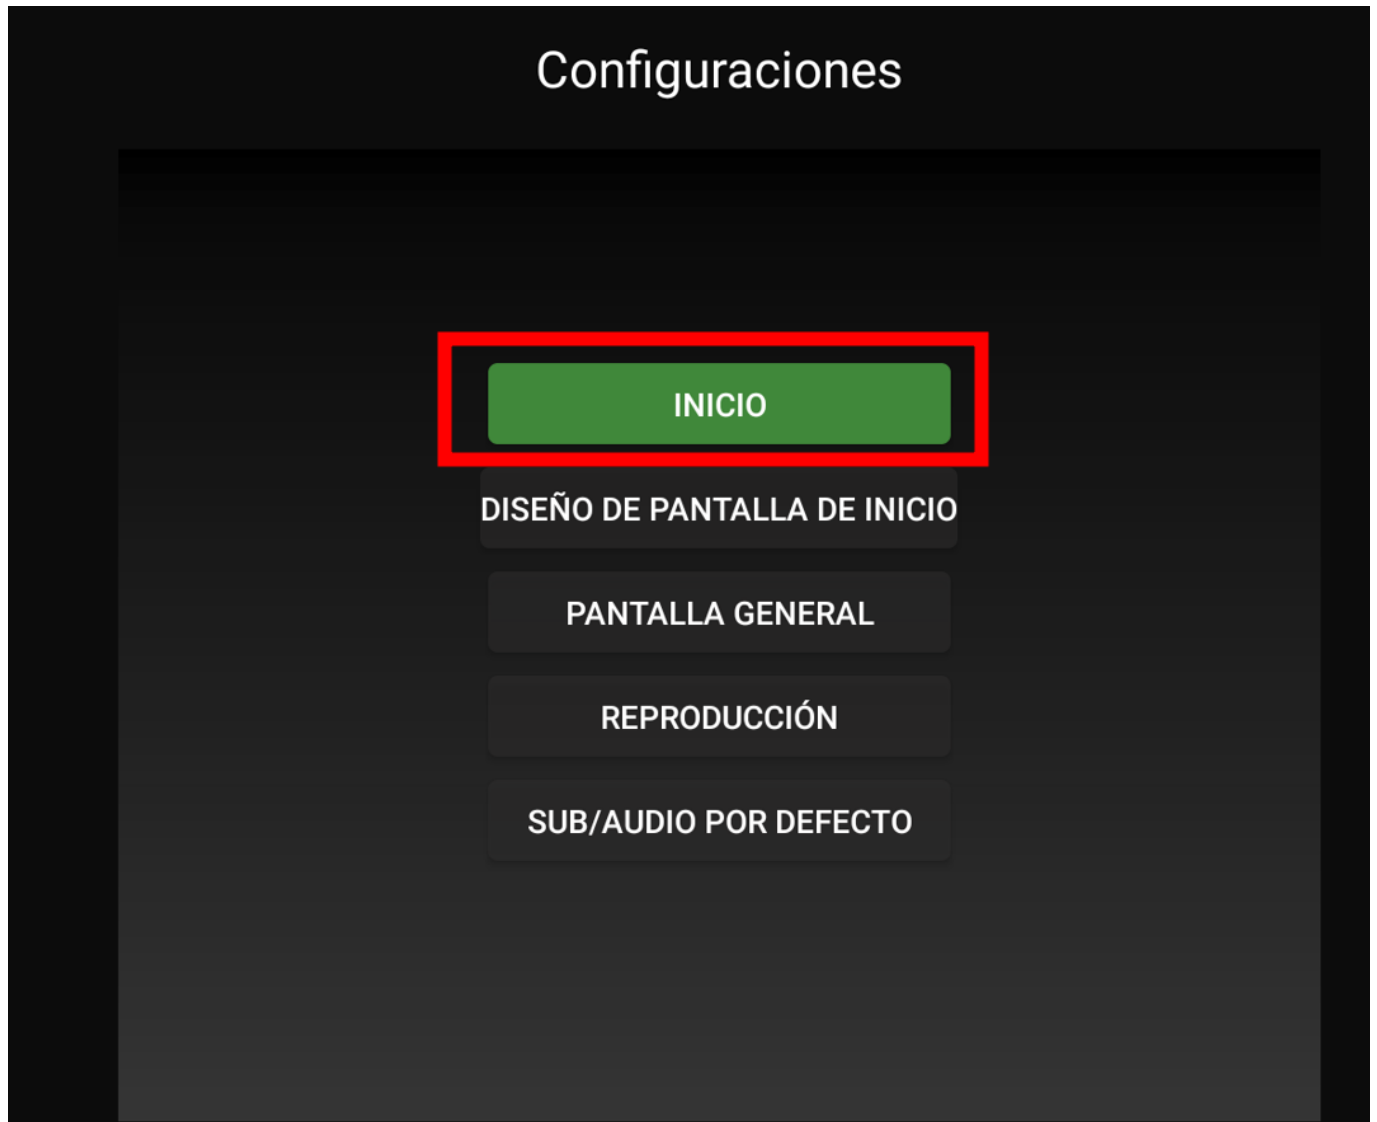 Configuraciones
INICIO
DISEÑO DE PANTALLA DE INICIO
PANTALLA GENERAL
REPRODUCCIÓN
SUB/AUDIO POR DEFECTO